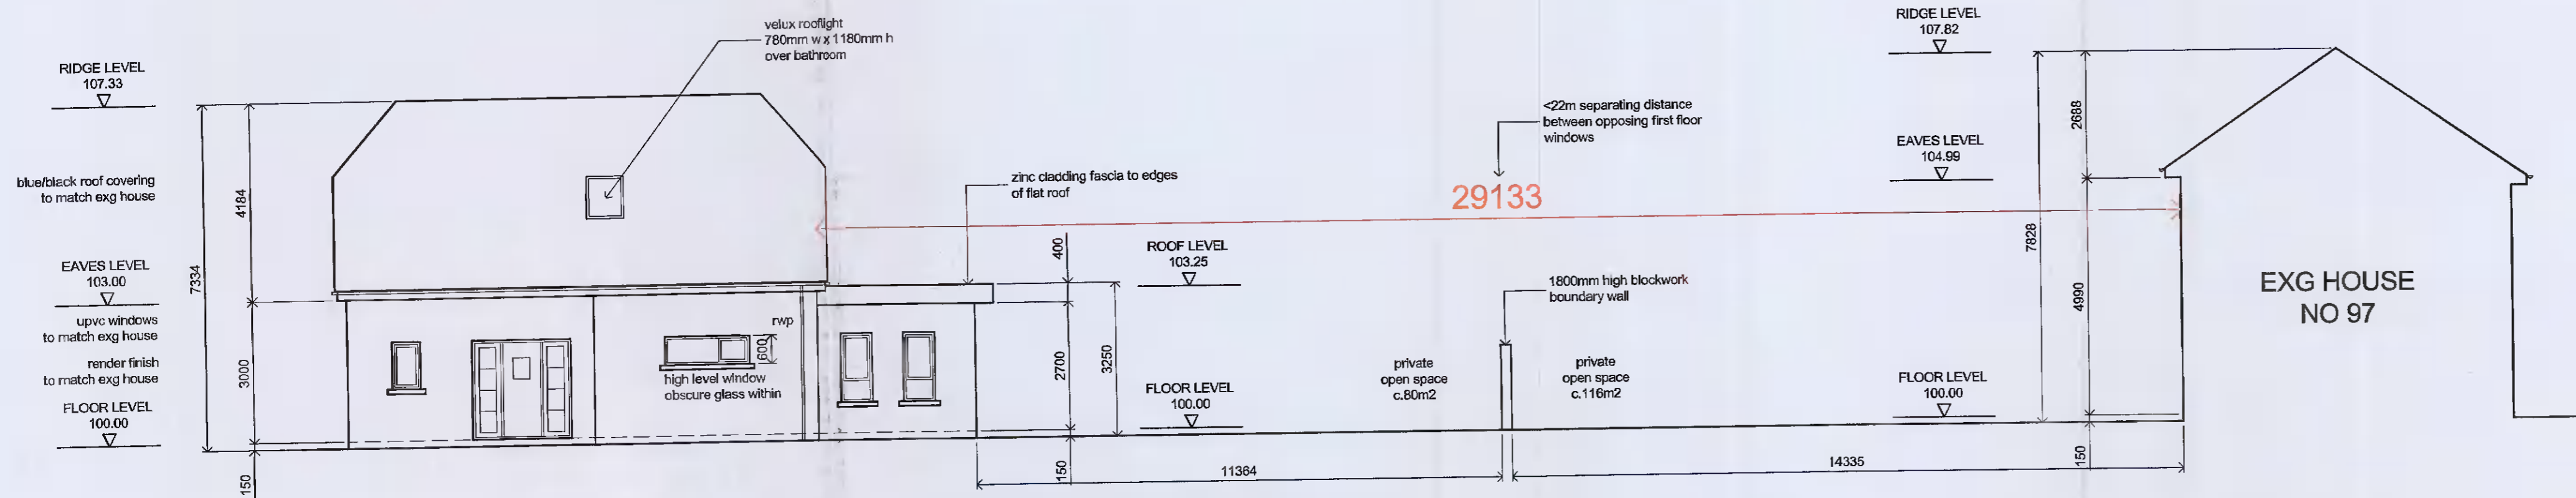 RIDGE LEVEL
107.33
blue/black roof covering
to match exg house
EAVES LEVEL
103.00
upvc windows
to match exg house
render finish
to match exg house
FLOOR LEVEL
100.00
7334
4184
3000
150
velux rooflight
780mm w x 1180mm h
over bathroom
rwp
600
high level window
obscure glass within
zinc cladding fascia to edges
of flat roof
400
2700
3250
150
ROOF LEVEL
103.25
FLOOR LEVEL
100.00
11364
<22m separating distance
between opposing first floor
windows
29133
1800mm high blockwork
boundary wall
private
open space
c.80m2
private
open space
c.116m2
14335
RIDGE LEVEL
107.82
EAVES LEVEL
104.99
FLOOR LEVEL
100.00
7828
2688
4990
150
EXG HOUSE
NO 97